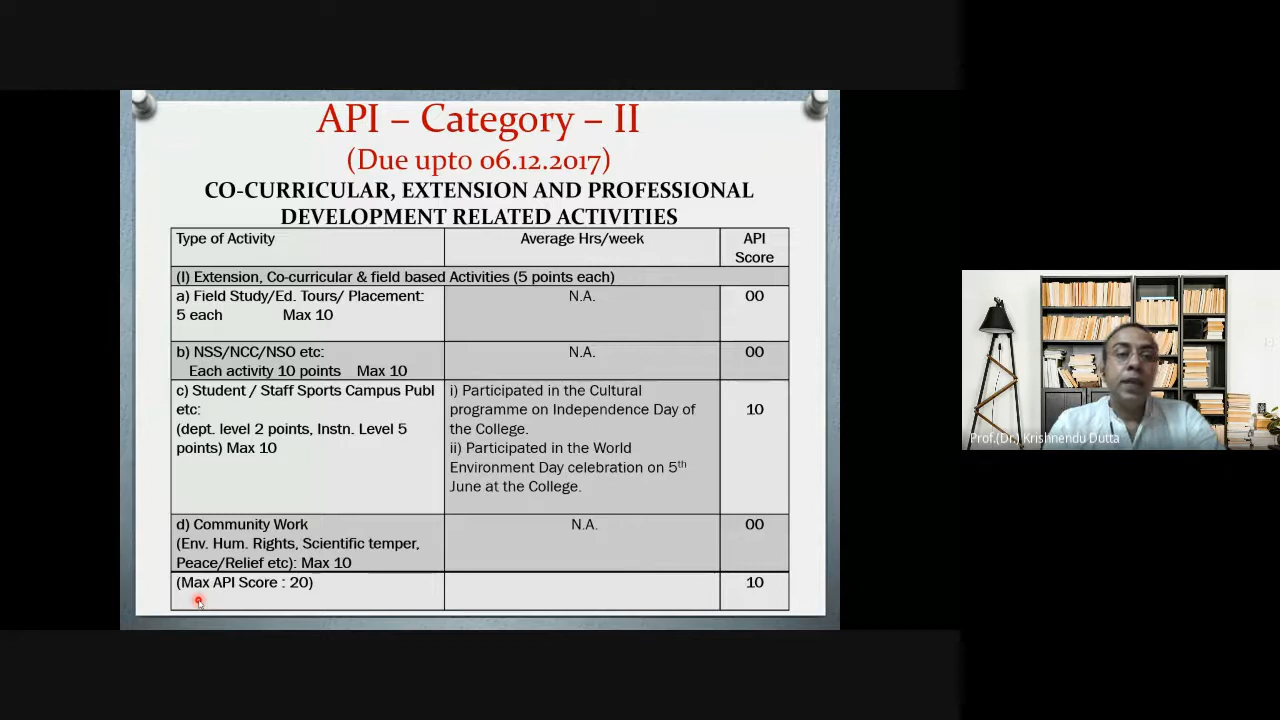 API – Category – II
(Due upto 06.12.2017)
CO-CURRICULAR, EXTENSION AND PROFESSIONAL
DEVELOPMENT RELATED ACTIVITIES
Type of Activity
Average Hrs/week
API
Score
(I) Extension, Co-curricular & field based Activities (5 points each)
a) Field Study/Ed. Tours/ Placement:
5 each Max 10
N.A.
00
b) NSS/NCC/NSO etc:
Each activity 10 points Max 10
N.A.
00
c) Student / Staff Sports Campus Publ
etc:
(dept. level 2 points, Instn. Level 5
points) Max 10
i) Participated in the Cultural
programme on Independence Day of
the College.
ii) Participated in the World
Environment Day celebration on 5th
June at the College.
10
d) Community Work
(Env. Hum. Rights, Scientific temper,
Peace/Relief etc): Max 10
N.A.
00
(Max API Score : 20)
10
Prof.(Dr.) Krishnendu Dutta